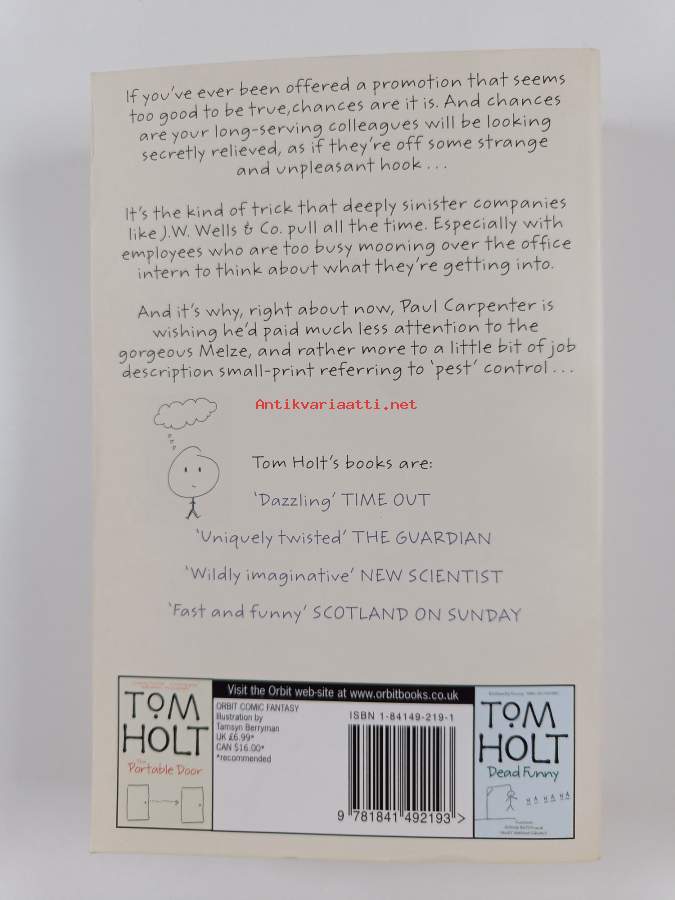 If you've ever been offered a promotion that seems
too good to be true, chances are it is. And chances
are your long-serving colleagues will be looking
secretly relieved, as if they're off some strange
and unpleasant hook...
It's the kind of trick that deeply sinister companies
like J.W. Wells & Co. pull all the time. Especially with
employees who are too busy mooning over the office
intern to think about what they're getting into.
And it's why, right about now, Paul Carpenter is
wishing he'd paid much less attention to the
gorgeous Melze, and rather more to a little bit of job
description small-print referring to 'pest' control...
Antikvariaatti.net
Tom Holt's books are:
'Dazzling' TIME OUT
'Uniquely twisted' THE GUARDIAN
'Wildly imaginative' NEW SCIENTIST
'Fast and funny' SCOTLAND ON SUNDAY
TOM
HOLT
The
Portable Door
Visit the Orbit web-site at www.orbitbooks.co.uk
ORBIT COMIC FANTASY
Illustration by
Tamsyn Berryman
UK £6.99*
CAN $16.00*
*recommended
ISBN 1-84149-219-1
9 781841 492193 >
TOM
HOLT
Dead Funny
HA HA HA